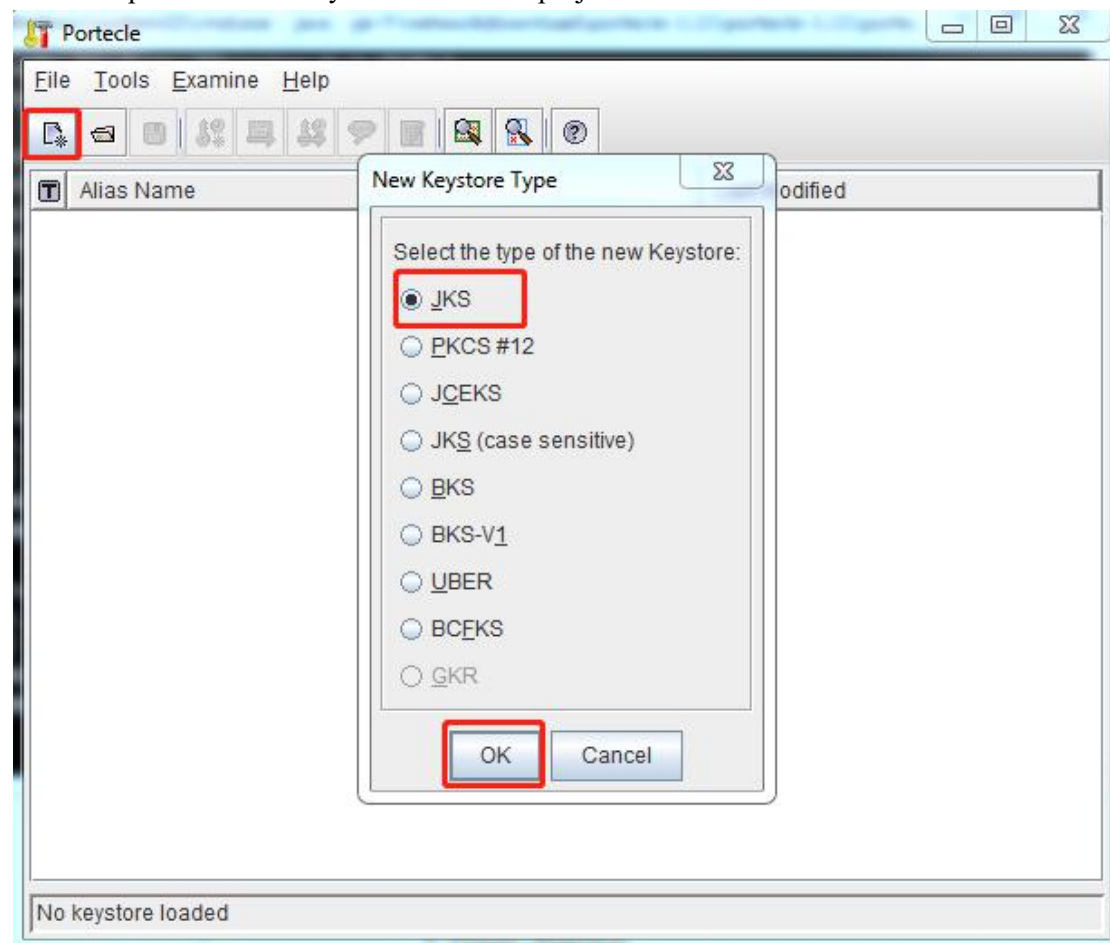 Portecle
File Tools Examine Help
Alias Name
odified
New Keystore Type
Select the type of the new Keystore:
JKS
PKCS #12
JCEKS
JKS (case sensitive)
BKS
BKS-V1
UBER
BCFKS
GKR
OK Cancel
No keystore loaded